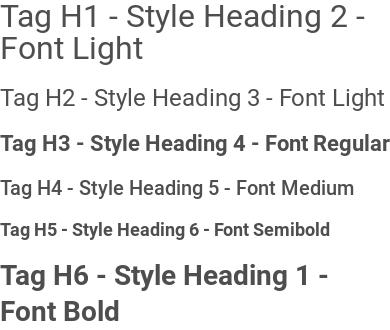 Tag H1 - Style Heading 2 -
Font Light
Tag H2 - Style Heading 3 - Font Light
Tag H3 - Style Heading 4 - Font Regular
Tag H4 - Style Heading 5 - Font Medium
Tag H5 - Style Heading 6 - Font Semibold
Tag H6 - Style Heading 1 -
Font Bold